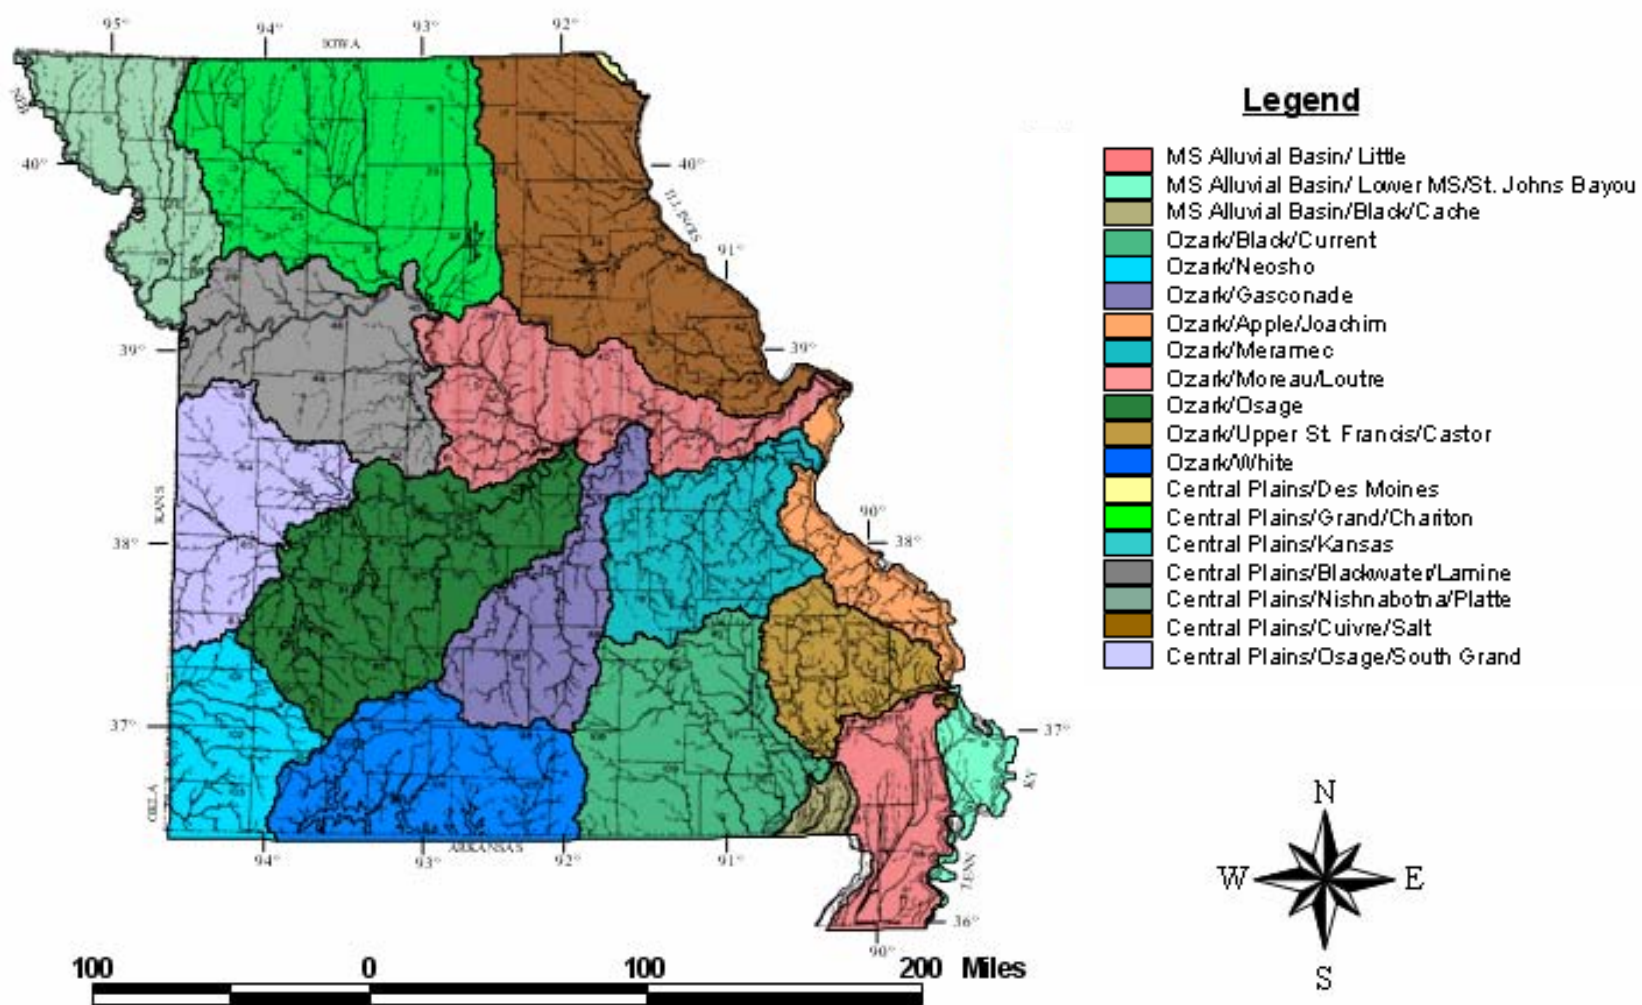 95°
94°
93°
92°
IOWA
NEB
40°
40°
ILLINOIS
91°
39°
39°
KANS
90°
38°
38°
37°
37°
OKLA
KY
ARKANSAS
TENN
94°
93°
92°
91°
36°
90°
Legend
MS Alluvial Basin/ Little
MS Alluvial Basin/ Lower MS/St. Johns Bayou
MS Alluvial Basin/Black/Cache
Ozark/Black/Current
Ozark/Neosho
Ozark/Gasconade
Ozark/Apple/Joachim
Ozark/Meramec
Ozark/Moreau/Loutre
Ozark/Osage
Ozark/Upper St. Francis/Castor
Ozark/White
Central Plains/Des Moines
Central Plains/Grand/Chariton
Central Plains/Kansas
Central Plains/Blackwater/Lamine
Central Plains/Nishnabotna/Platte
Central Plains/Cuivre/Salt
Central Plains/Osage/South Grand
N
W E
S
100 0 100 200 Miles